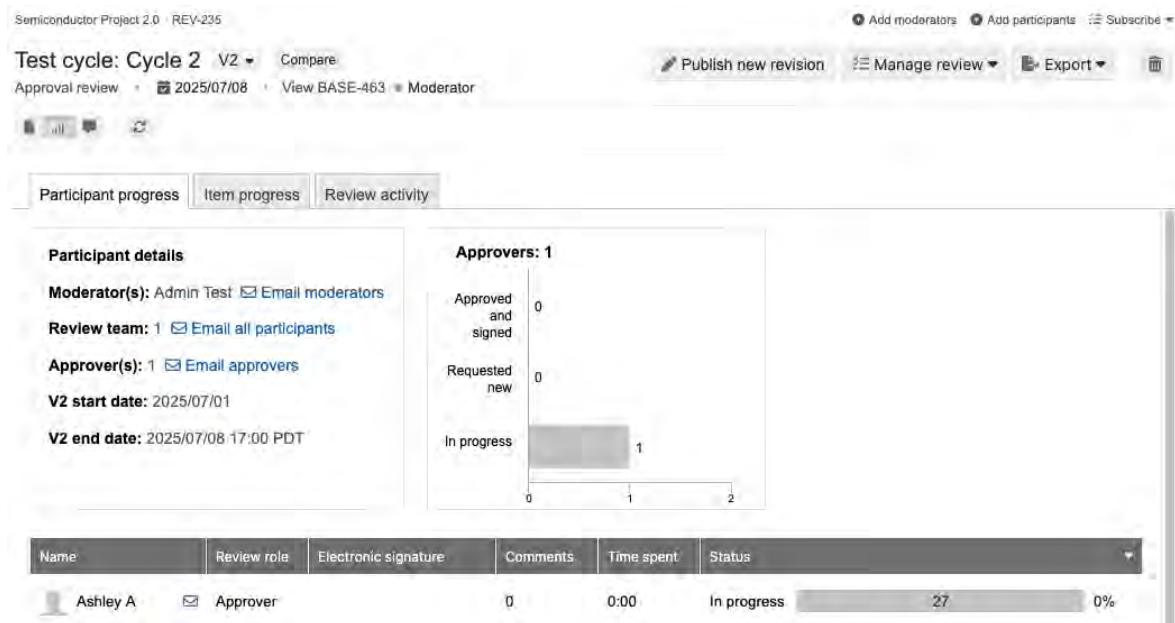 Semiconductor Project 2.0 REV-235
Add moderators Add participants Subscribe
Test cycle: Cycle 2 V2 Compare
Publish new revision Manage review Export
Approval review 2025/07/08 View BASE-463 Moderator
Participant progress Item progress Review activity
Participant details
Moderator(s): Admin Test Email moderators
Review team: 1 Email all participants
Approver(s): 1 Email approvers
V2 start date: 2025/07/01
V2 end date: 2025/07/08 17:00 PDT
Approvers: 1
Approved
and
signed
0
Requested
new
0
In progress
1
0 1 2
Name Review role Electronic signature Comments Time spent Status
Ashley A Approver 0 0:00 In progress 27 0%